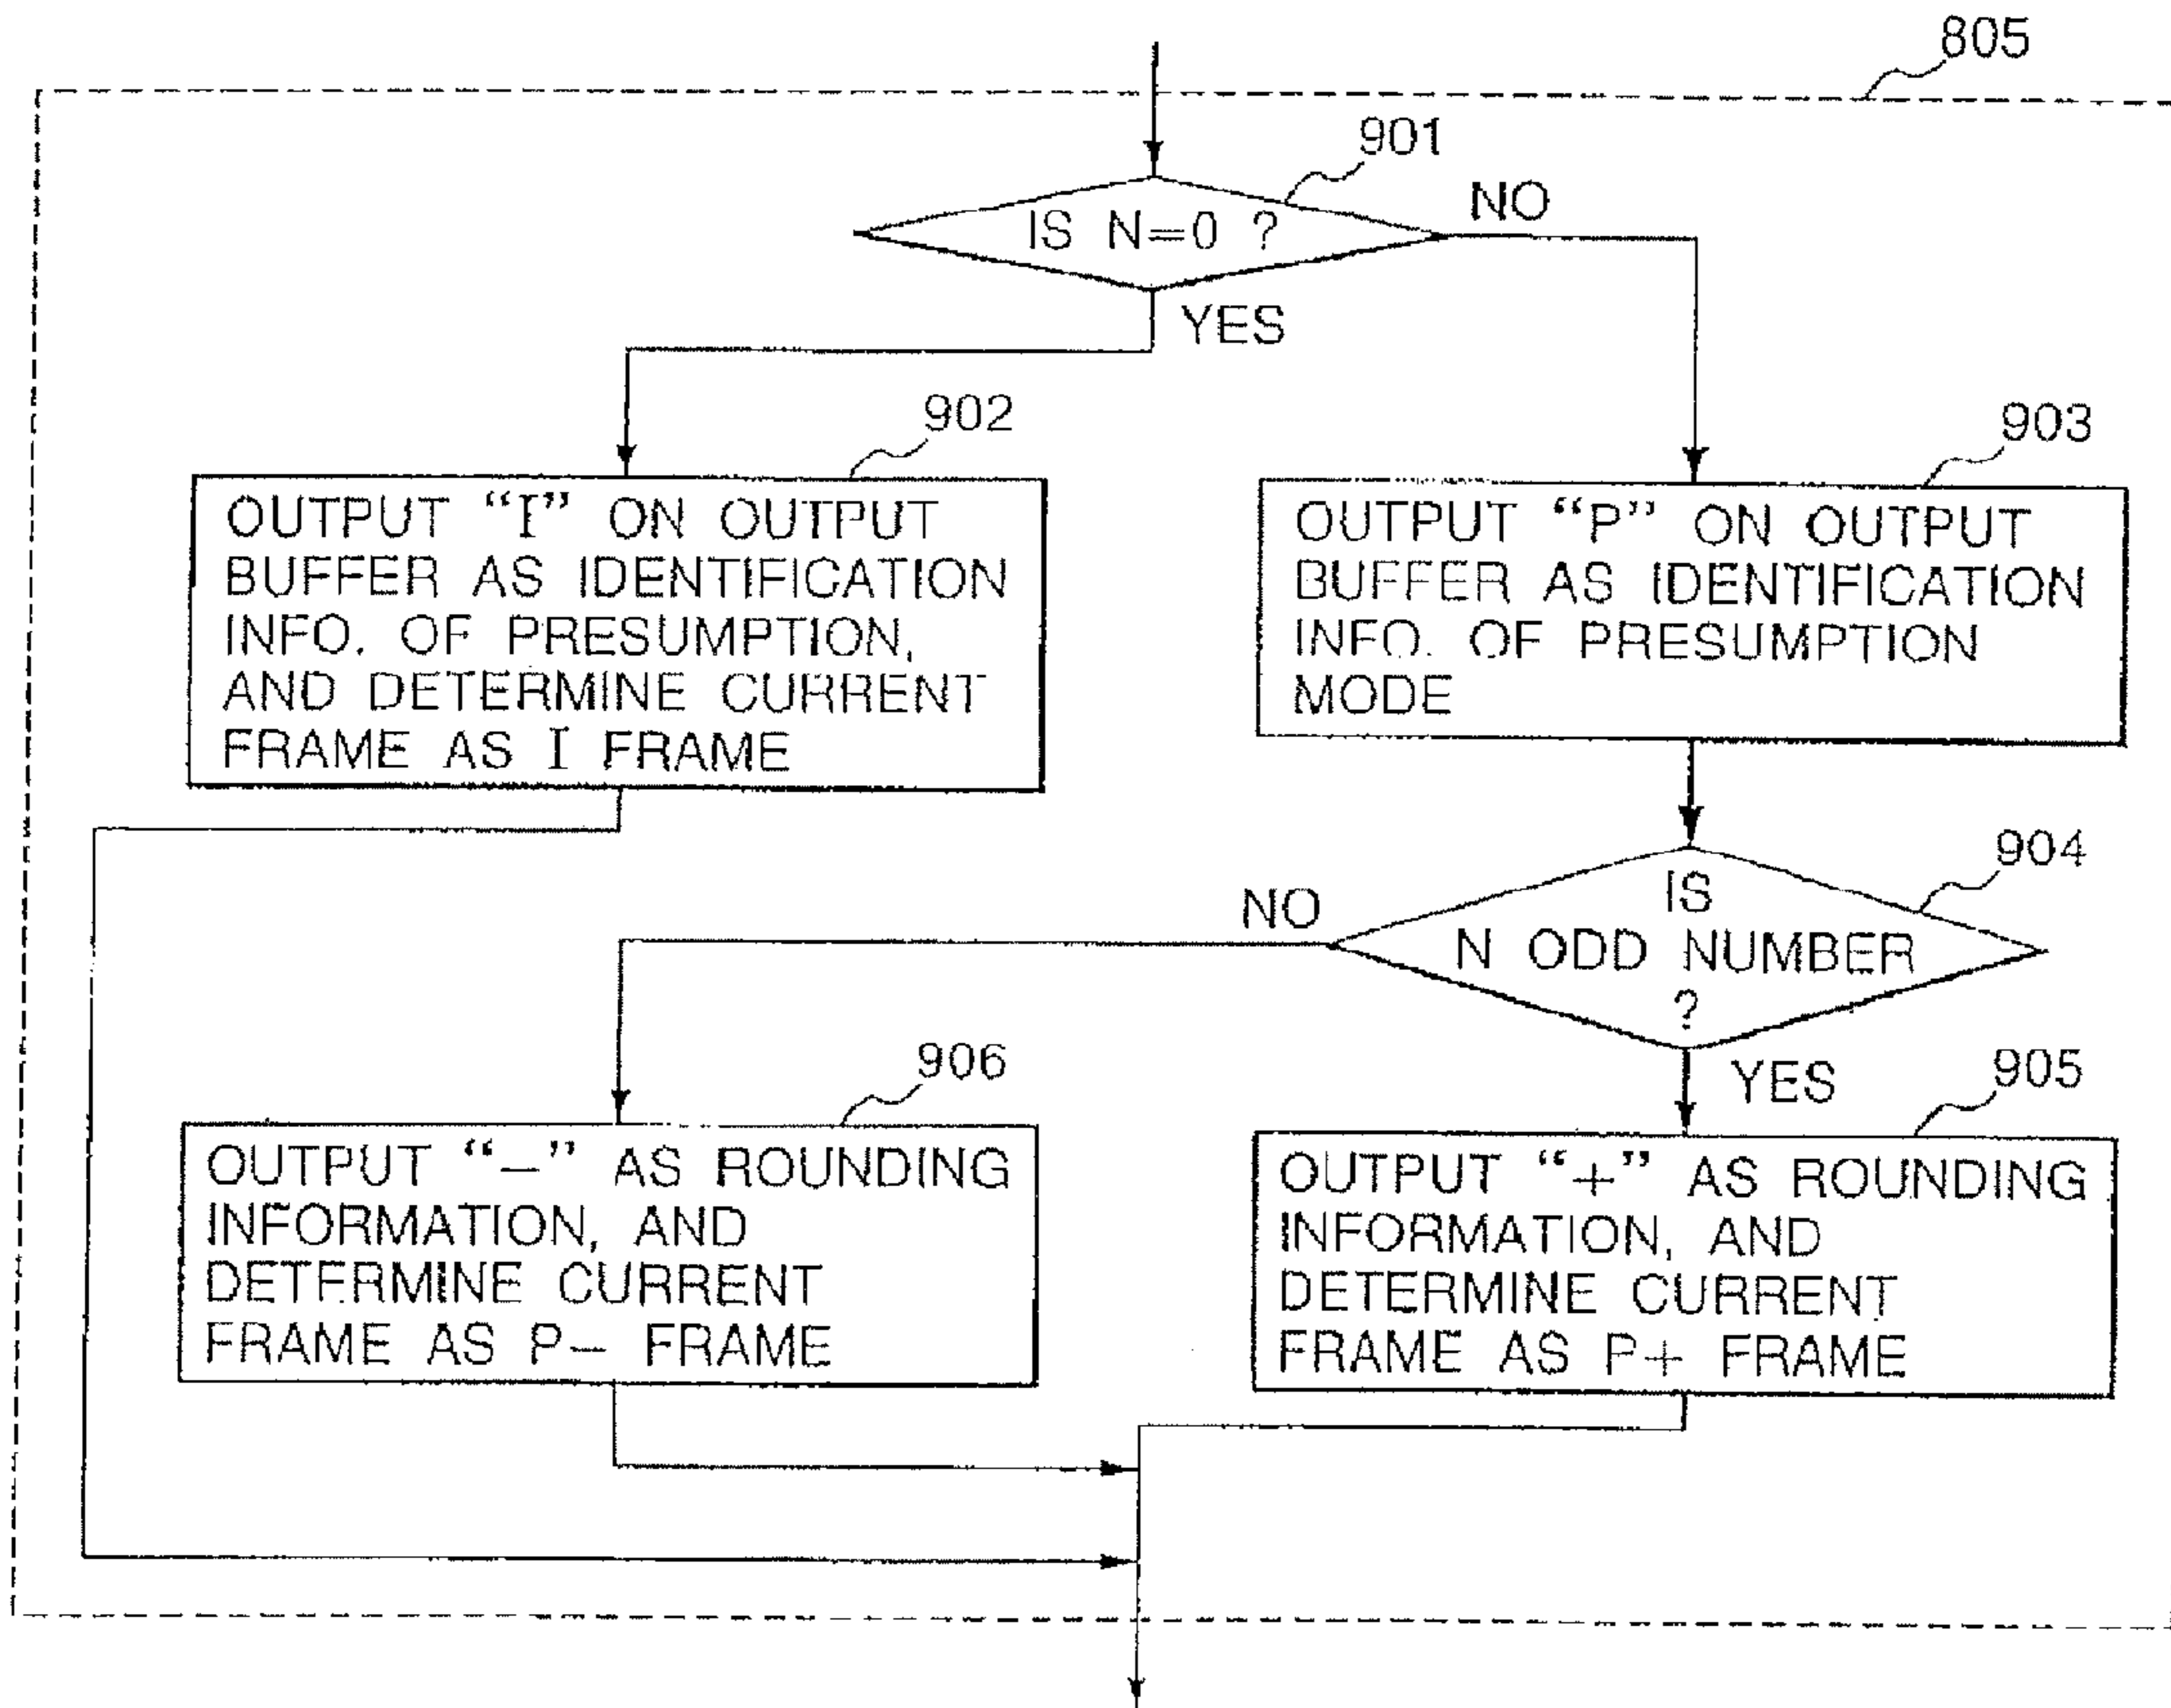 805
901
IS N=0 ?
NO
YES
902
OUTPUT “I” ON OUTPUT
BUFFER AS IDENTIFICATION
INFO. OF PRESUMPTION,
AND DETERMINE CURRENT
FRAME AS I FRAME
903
OUTPUT “P” ON OUTPUT
BUFFER AS IDENTIFICATION
INFO. OF PRESUMPTION
MODE
904
IS
N ODD NUMBER
?
NO
YES
906
OUTPUT “–” AS ROUNDING
INFORMATION, AND
DETERMINE CURRENT
FRAME AS P– FRAME
905
OUTPUT “+” AS ROUNDING
INFORMATION, AND
DETERMINE CURRENT
FRAME AS P+ FRAME